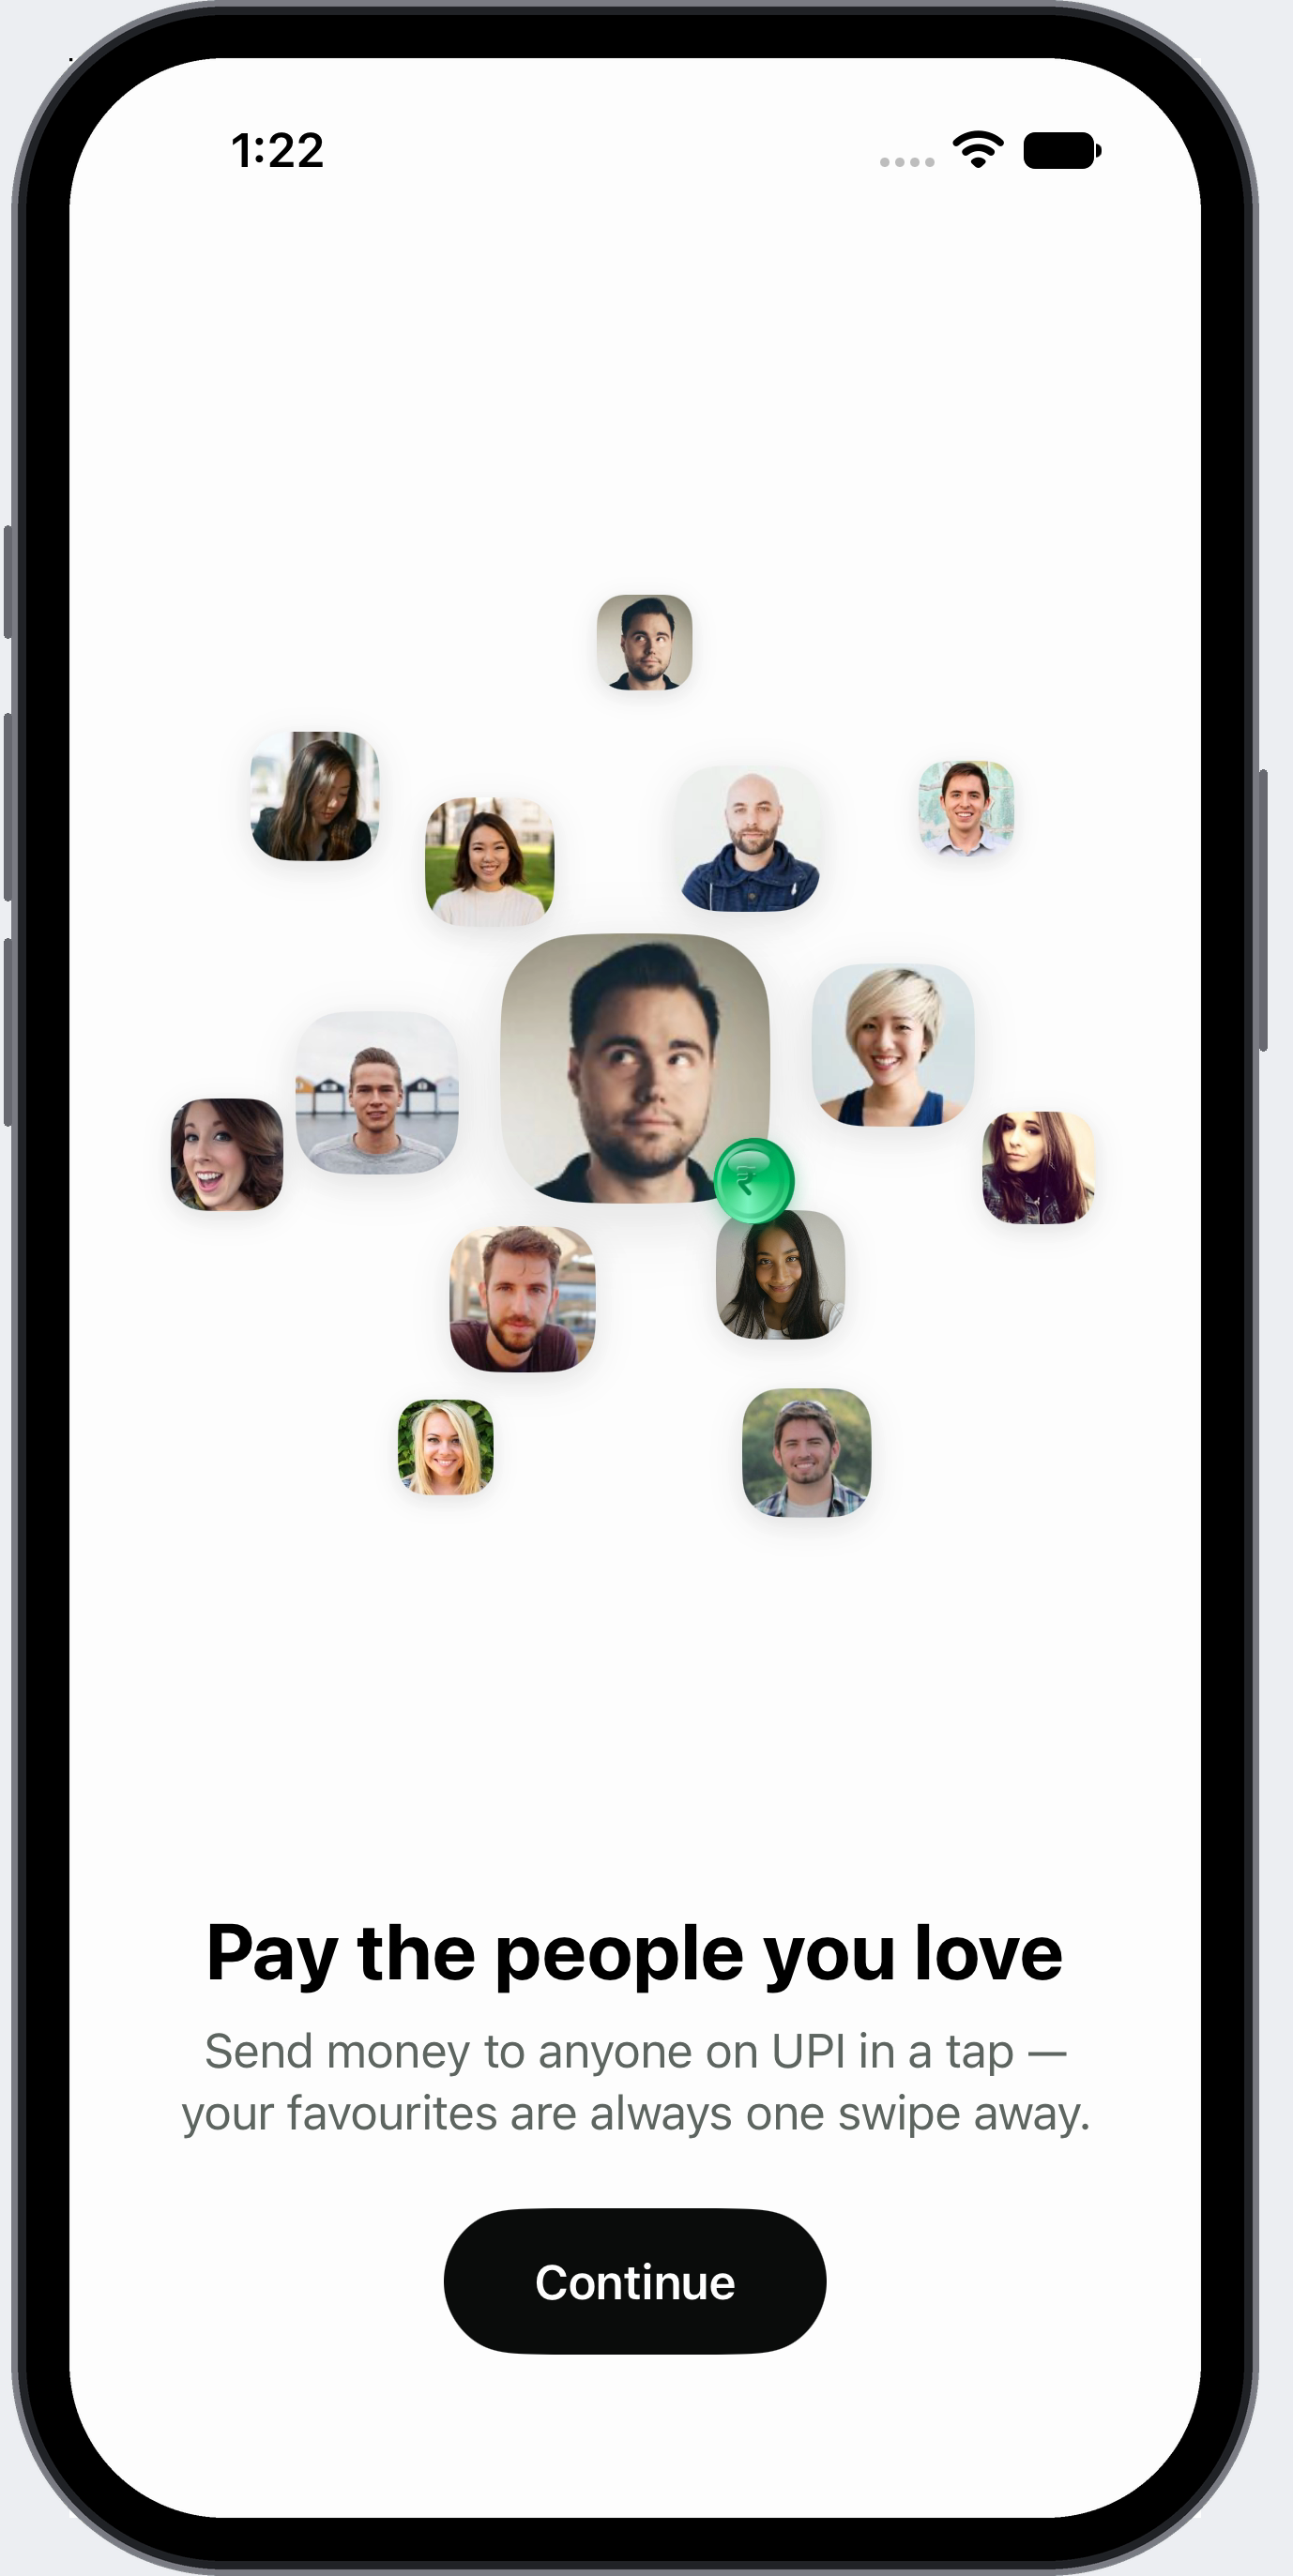 1:22
₹
Pay the people you love
Send money to anyone on UPI in a tap —
your favourites are always one swipe away.
Continue